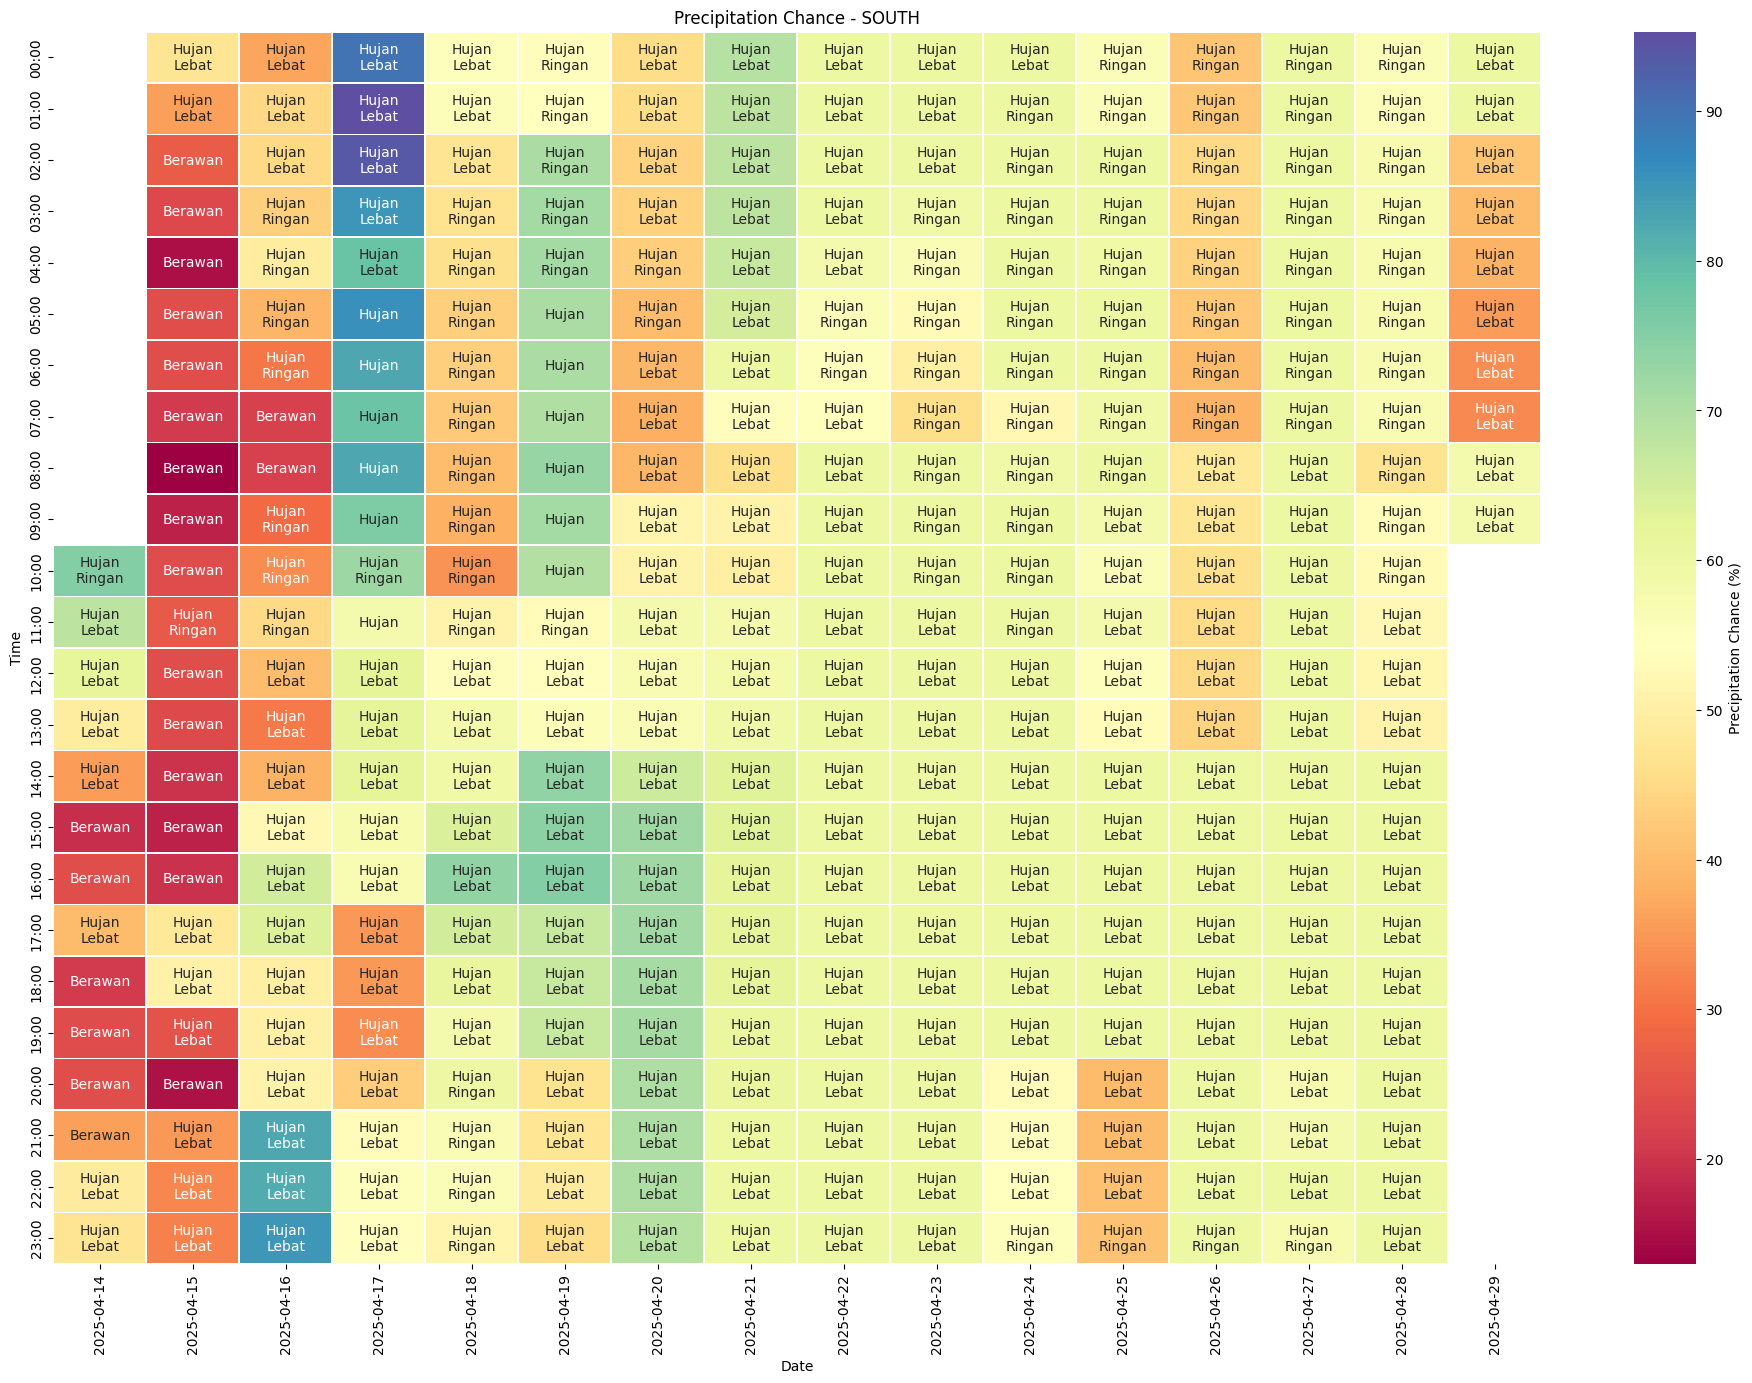 Precipitation Chance - SOUTH
00:00 Hujan Lebat Hujan Lebat Hujan Lebat Hujan Lebat Hujan Ringan Hujan Lebat Hujan Lebat Hujan Lebat Hujan Lebat Hujan Lebat Hujan Ringan Hujan Ringan Hujan Ringan Hujan Ringan Hujan Lebat
01:00 Hujan Lebat Hujan Lebat Hujan Lebat Hujan Lebat Hujan Ringan Hujan Lebat Hujan Lebat Hujan Lebat Hujan Lebat Hujan Ringan Hujan Ringan Hujan Ringan Hujan Ringan Hujan Ringan Hujan Lebat
02:00 Berawan Hujan Lebat Hujan Lebat Hujan Lebat Hujan Ringan Hujan Lebat Hujan Lebat Hujan Lebat Hujan Lebat Hujan Ringan Hujan Ringan Hujan Ringan Hujan Ringan Hujan Ringan Hujan Lebat
03:00 Berawan Hujan Ringan Hujan Lebat Hujan Ringan Hujan Ringan Hujan Lebat Hujan Lebat Hujan Lebat Hujan Ringan Hujan Ringan Hujan Ringan Hujan Ringan Hujan Ringan Hujan Ringan Hujan Lebat
04:00 Berawan Hujan Ringan Hujan Lebat Hujan Ringan Hujan Ringan Hujan Ringan Hujan Lebat Hujan Lebat Hujan Ringan Hujan Ringan Hujan Ringan Hujan Ringan Hujan Ringan Hujan Ringan Hujan Lebat
05:00 Berawan Hujan Ringan Hujan Hujan Ringan Hujan Hujan Ringan Hujan Lebat Hujan Ringan Hujan Ringan Hujan Ringan Hujan Ringan Hujan Ringan Hujan Ringan Hujan Ringan Hujan Lebat
06:00 Berawan Hujan Ringan Hujan Hujan Ringan Hujan Hujan Lebat Hujan Lebat Hujan Ringan Hujan Ringan Hujan Ringan Hujan Ringan Hujan Ringan Hujan Ringan Hujan Ringan Hujan Lebat
07:00 Berawan Berawan Hujan Hujan Ringan Hujan Hujan Lebat Hujan Lebat Hujan Lebat Hujan Ringan Hujan Ringan Hujan Ringan Hujan Ringan Hujan Ringan Hujan Ringan Hujan Lebat
08:00 Berawan Berawan Hujan Hujan Ringan Hujan Hujan Lebat Hujan Lebat Hujan Lebat Hujan Ringan Hujan Ringan Hujan Ringan Hujan Lebat Hujan Lebat Hujan Ringan Hujan Lebat
09:00 Berawan Hujan Ringan Hujan Hujan Ringan Hujan Hujan Lebat Hujan Lebat Hujan Lebat Hujan Ringan Hujan Ringan Hujan Lebat Hujan Lebat Hujan Lebat Hujan Ringan Hujan Lebat
10:00 Hujan Ringan Berawan Hujan Ringan Hujan Ringan Hujan Ringan Hujan Hujan Lebat Hujan Lebat Hujan Lebat Hujan Ringan Hujan Ringan Hujan Lebat Hujan Lebat Hujan Lebat Hujan Ringan
11:00 Hujan Lebat Hujan Ringan Hujan Ringan Hujan Hujan Ringan Hujan Ringan Hujan Lebat Hujan Lebat Hujan Lebat Hujan Lebat Hujan Ringan Hujan Lebat Hujan Lebat Hujan Lebat Hujan Lebat
12:00 Hujan Lebat Berawan Hujan Lebat Hujan Lebat Hujan Lebat Hujan Lebat Hujan Lebat Hujan Lebat Hujan Lebat Hujan Lebat Hujan Lebat Hujan Lebat Hujan Lebat Hujan Lebat Hujan Lebat
13:00 Hujan Lebat Berawan Hujan Lebat Hujan Lebat Hujan Lebat Hujan Lebat Hujan Lebat Hujan Lebat Hujan Lebat Hujan Lebat Hujan Lebat Hujan Lebat Hujan Lebat Hujan Lebat Hujan Lebat
14:00 Hujan Lebat Berawan Hujan Lebat Hujan Lebat Hujan Lebat Hujan Lebat Hujan Lebat Hujan Lebat Hujan Lebat Hujan Lebat Hujan Lebat Hujan Lebat Hujan Lebat Hujan Lebat Hujan Lebat
15:00 Berawan Berawan Hujan Lebat Hujan Lebat Hujan Lebat Hujan Lebat Hujan Lebat Hujan Lebat Hujan Lebat Hujan Lebat Hujan Lebat Hujan Lebat Hujan Lebat Hujan Lebat Hujan Lebat
16:00 Berawan Berawan Hujan Lebat Hujan Lebat Hujan Lebat Hujan Lebat Hujan Lebat Hujan Lebat Hujan Lebat Hujan Lebat Hujan Lebat Hujan Lebat Hujan Lebat Hujan Lebat Hujan Lebat
17:00 Hujan Lebat Hujan Lebat Hujan Lebat Hujan Lebat Hujan Lebat Hujan Lebat Hujan Lebat Hujan Lebat Hujan Lebat Hujan Lebat Hujan Lebat Hujan Lebat Hujan Lebat Hujan Lebat Hujan Lebat
18:00 Berawan Hujan Lebat Hujan Lebat Hujan Lebat Hujan Lebat Hujan Lebat Hujan Lebat Hujan Lebat Hujan Lebat Hujan Lebat Hujan Lebat Hujan Lebat Hujan Lebat Hujan Lebat Hujan Lebat
19:00 Berawan Hujan Lebat Hujan Lebat Hujan Lebat Hujan Lebat Hujan Lebat Hujan Lebat Hujan Lebat Hujan Lebat Hujan Lebat Hujan Lebat Hujan Lebat Hujan Lebat Hujan Lebat Hujan Lebat
20:00 Berawan Berawan Hujan Lebat Hujan Lebat Hujan Ringan Hujan Lebat Hujan Lebat Hujan Lebat Hujan Lebat Hujan Lebat Hujan Lebat Hujan Lebat Hujan Lebat Hujan Lebat Hujan Lebat
21:00 Berawan Hujan Lebat Hujan Lebat Hujan Lebat Hujan Ringan Hujan Lebat Hujan Lebat Hujan Lebat Hujan Lebat Hujan Lebat Hujan Lebat Hujan Lebat Hujan Lebat Hujan Lebat Hujan Lebat
22:00 Hujan Lebat Hujan Lebat Hujan Lebat Hujan Lebat Hujan Ringan Hujan Lebat Hujan Lebat Hujan Lebat Hujan Lebat Hujan Lebat Hujan Lebat Hujan Lebat Hujan Lebat Hujan Lebat Hujan Lebat
23:00 Hujan Lebat Hujan Lebat Hujan Lebat Hujan Lebat Hujan Ringan Hujan Lebat Hujan Lebat Hujan Lebat Hujan Lebat Hujan Lebat Hujan Ringan Hujan Ringan Hujan Ringan Hujan Ringan Hujan Lebat
Time
2025-04-14 2025-04-15 2025-04-16 2025-04-17 2025-04-18 2025-04-19 2025-04-20 2025-04-21 2025-04-22 2025-04-23 2025-04-24 2025-04-25 2025-04-26 2025-04-27 2025-04-28 2025-04-29
Date
90
80
70
60
50
40
30
20
Precipitation Chance (%)